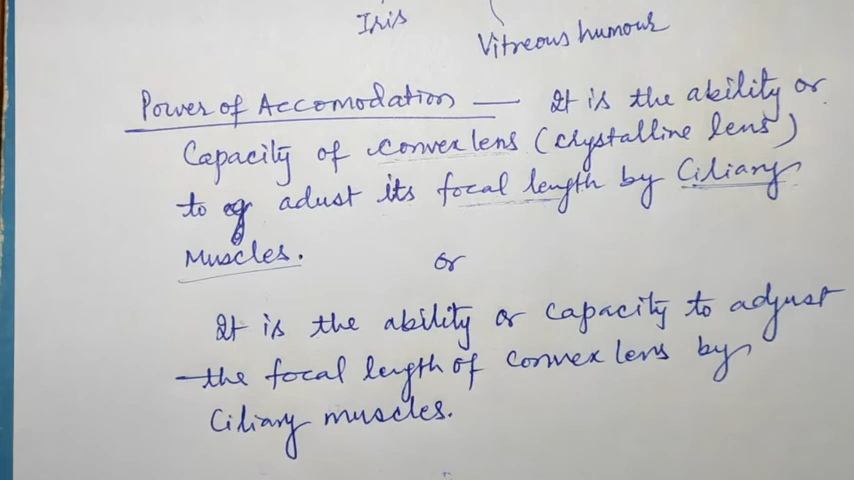 Iris
Vitreous humour
Power of Accomodation — It is the ability or
Capacity of convex lens (crystalline lens)
to adust its focal length by Ciliary
Muscles.
or
It is the ability or capacity to adjust
the focal length of convex lens by
Ciliary muscles.